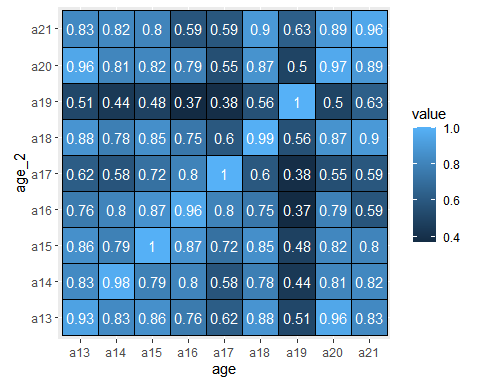 a21 0.83 0.82 0.8 0.59 0.59 0.9 0.63 0.89 0.96
a20 0.96 0.81 0.82 0.79 0.55 0.87 0.5 0.97 0.89
a19 0.51 0.44 0.48 0.37 0.38 0.56 1 0.5 0.63
a18 0.88 0.78 0.85 0.75 0.6 0.99 0.56 0.87 0.9
a17 0.62 0.58 0.72 0.8 1 0.6 0.38 0.55 0.59
a16 0.76 0.8 0.87 0.96 0.8 0.75 0.37 0.79 0.59
a15 0.86 0.79 1 0.87 0.72 0.85 0.48 0.82 0.8
a14 0.83 0.98 0.79 0.8 0.58 0.78 0.44 0.81 0.82
a13 0.93 0.83 0.86 0.76 0.62 0.88 0.51 0.96 0.83
a13 a14 a15 a16 a17 a18 a19 a20 a21
age
age_2
value
1.0
0.8
0.6
0.4